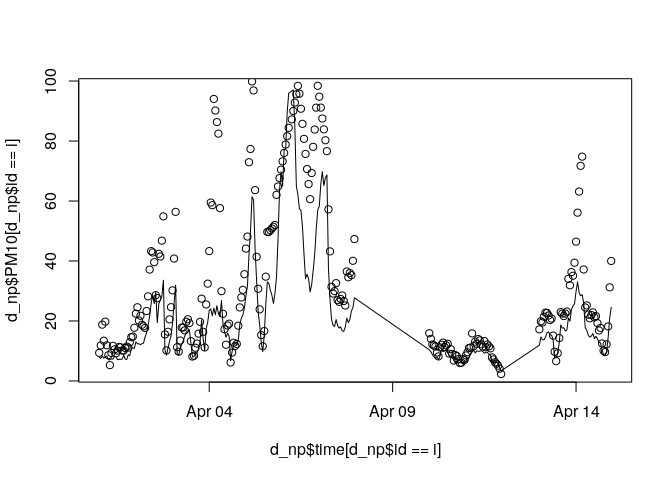 d_np$PM10[d_np$id == i]
100
80
60
40
20
0
Apr 04
Apr 09
Apr 14
d_np$time[d_np$id == i]